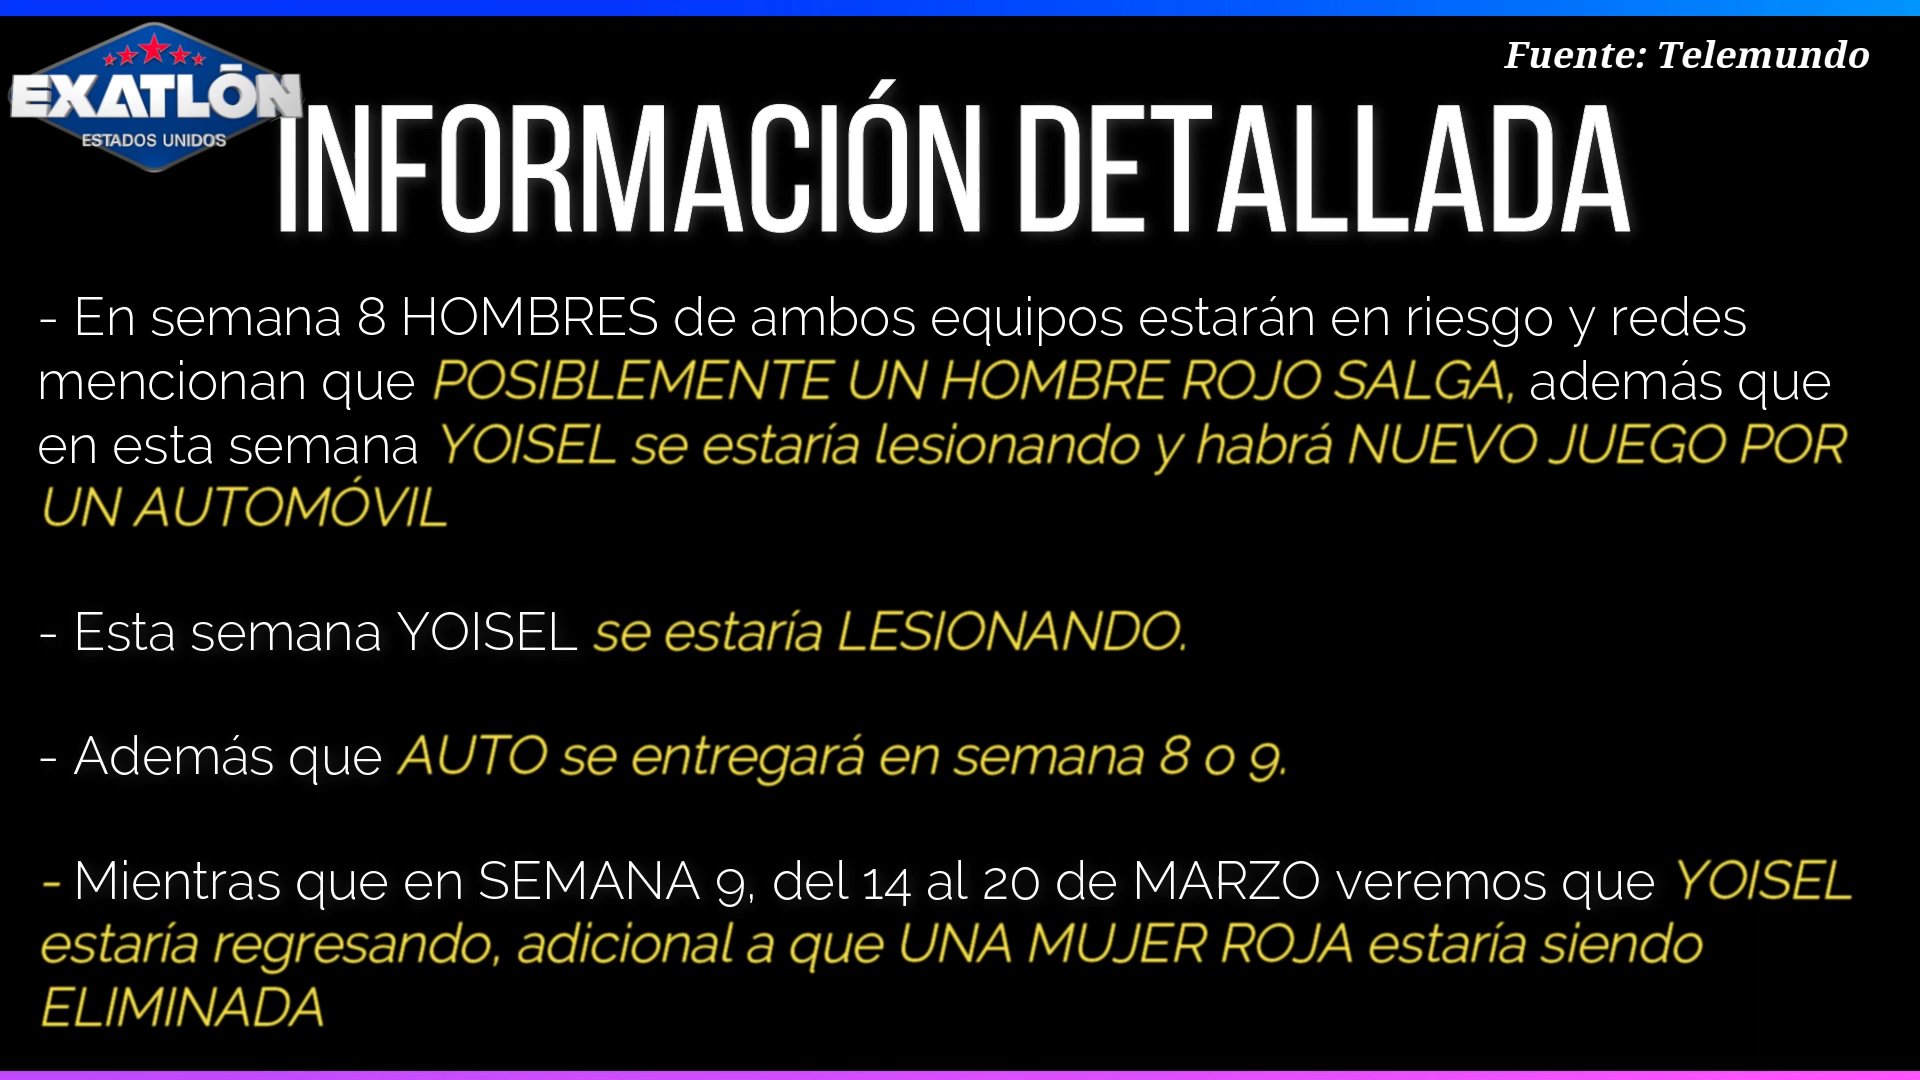 EXATLŌN
ESTADOS UNIDOS
Fuente: Telemundo
INFORMACIÓN DETALLADA
- En semana 8 HOMBRES de ambos equipos estarán en riesgo y redes
mencionan que POSIBLEMENTE UN HOMBRE ROJO SALGA, además que
en esta semana YOISEL se estaría lesionando y habrá NUEVO JUEGO POR
UN AUTOMÓVIL
- Esta semana YOISEL se estaría LESIONANDO.
- Además que AUTO se entregará en semana 8 o 9.
- Mientras que en SEMANA 9, del 14 al 20 de MARZO veremos que YOISEL
estaría regresando, adicional a que UNA MUJER ROJA estaría siendo
ELIMINADA